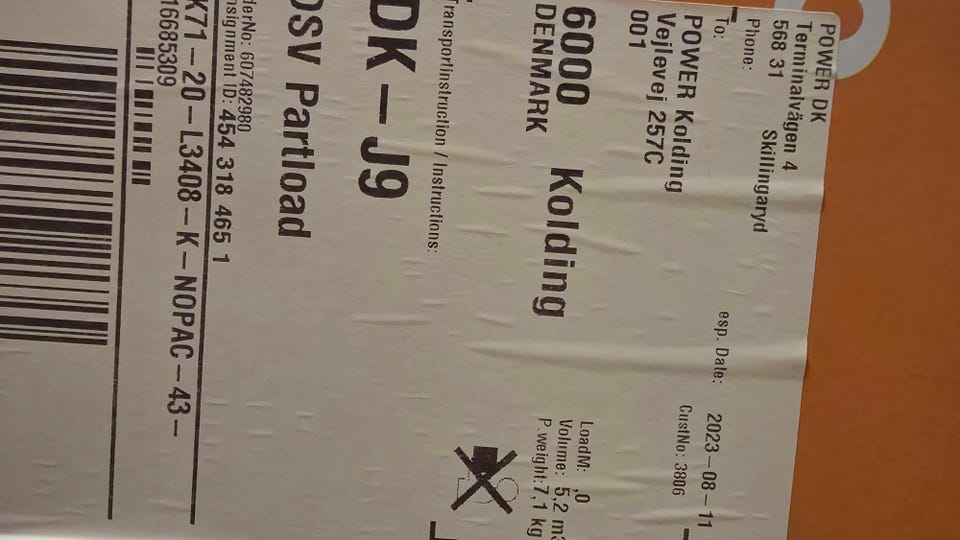 POWER DK
Terminalvägen 4
568 31 Skillingaryd
Phone:
To: esp. Date: 2023-08-11
POWER Kolding CustNo: 3806
Vejlevej 257C
001
6000 Kolding
DENMARK
LoadM: ,0
Volume: 5,2 m3
P.weight:7,1 kg
Transportinstruction / Instructions:
DK-J9
DSV Partload
derNo: 607482980
nsignment ID: 454 318 465 1
K71-20-L3408-K-NOPAC-43-
16685309